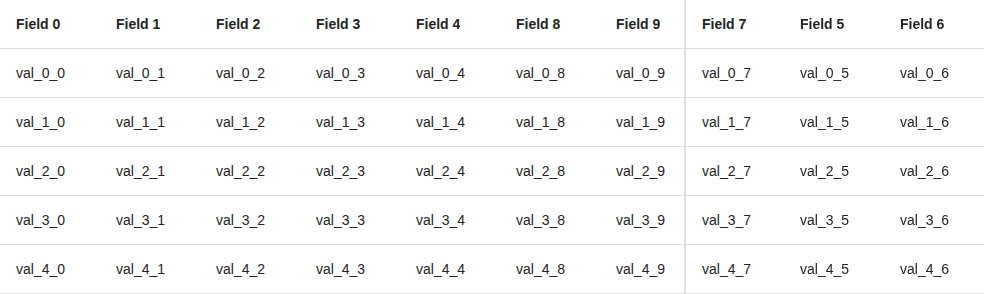 Field 0 Field 1 Field 2 Field 3 Field 4 Field 8 Field 9 Field 7 Field 5 Field 6
val_0_0 val_0_1 val_0_2 val_0_3 val_0_4 val_0_8 val_0_9 val_0_7 val_0_5 val_0_6
val_1_0 val_1_1 val_1_2 val_1_3 val_1_4 val_1_8 val_1_9 val_1_7 val_1_5 val_1_6
val_2_0 val_2_1 val_2_2 val_2_3 val_2_4 val_2_8 val_2_9 val_2_7 val_2_5 val_2_6
val_3_0 val_3_1 val_3_2 val_3_3 val_3_4 val_3_8 val_3_9 val_3_7 val_3_5 val_3_6
val_4_0 val_4_1 val_4_2 val_4_3 val_4_4 val_4_8 val_4_9 val_4_7 val_4_5 val_4_6